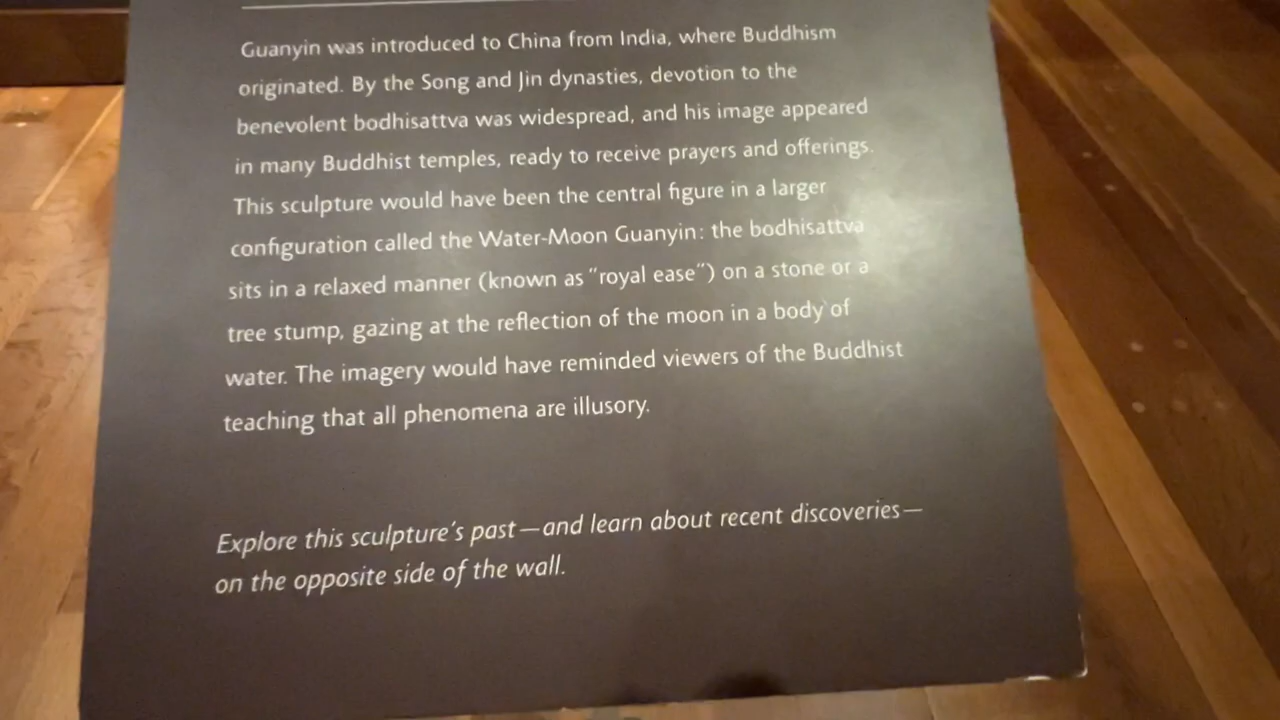 Guanyin was introduced to China from India, where Buddhism
originated. By the Song and Jin dynasties, devotion to the
benevolent bodhisattva was widespread, and his image appeared
in many Buddhist temples, ready to receive prayers and offerings.
This sculpture would have been the central figure in a larger
configuration called the Water-Moon Guanyin: the bodhisattva
sits in a relaxed manner (known as “royal ease”) on a stone or a
tree stump, gazing at the reflection of the moon in a body of
water. The imagery would have reminded viewers of the Buddhist
teaching that all phenomena are illusory.
Explore this sculpture’s past—and learn about recent discoveries—
on the opposite side of the wall.